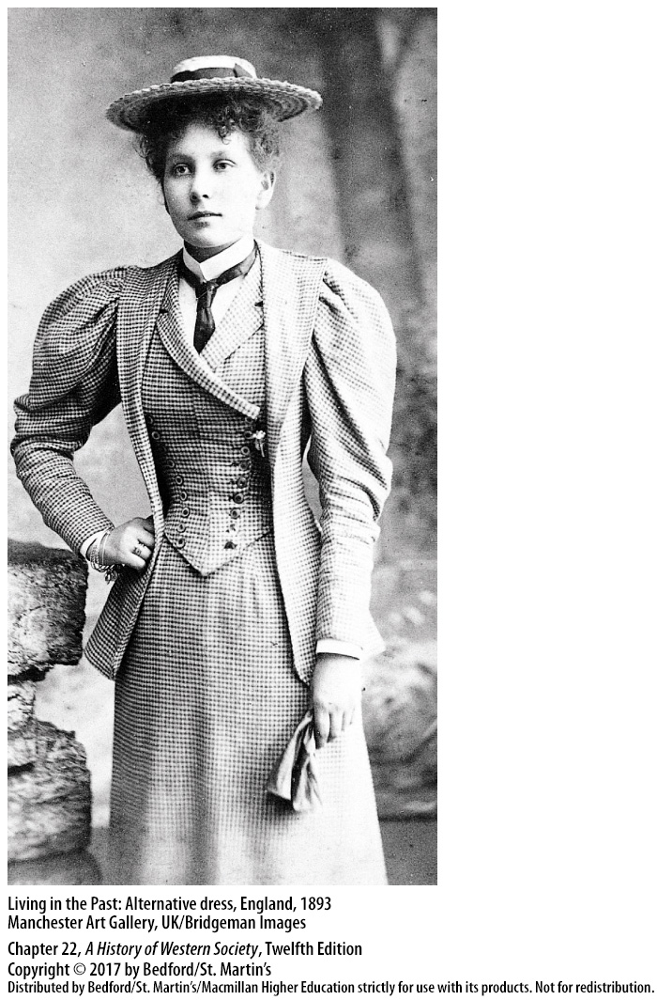 Living in the Past: Alternative dress, England, 1893
Manchester Art Gallery, UK/Bridgeman Images
Chapter 22, A History of Western Society, Twelfth Edition
Copyright © 2017 by Bedford/St. Martin’s
Distributed by Bedford/St. Martin’s/Macmillan Higher Education strictly for use with its products. Not for redistribution.